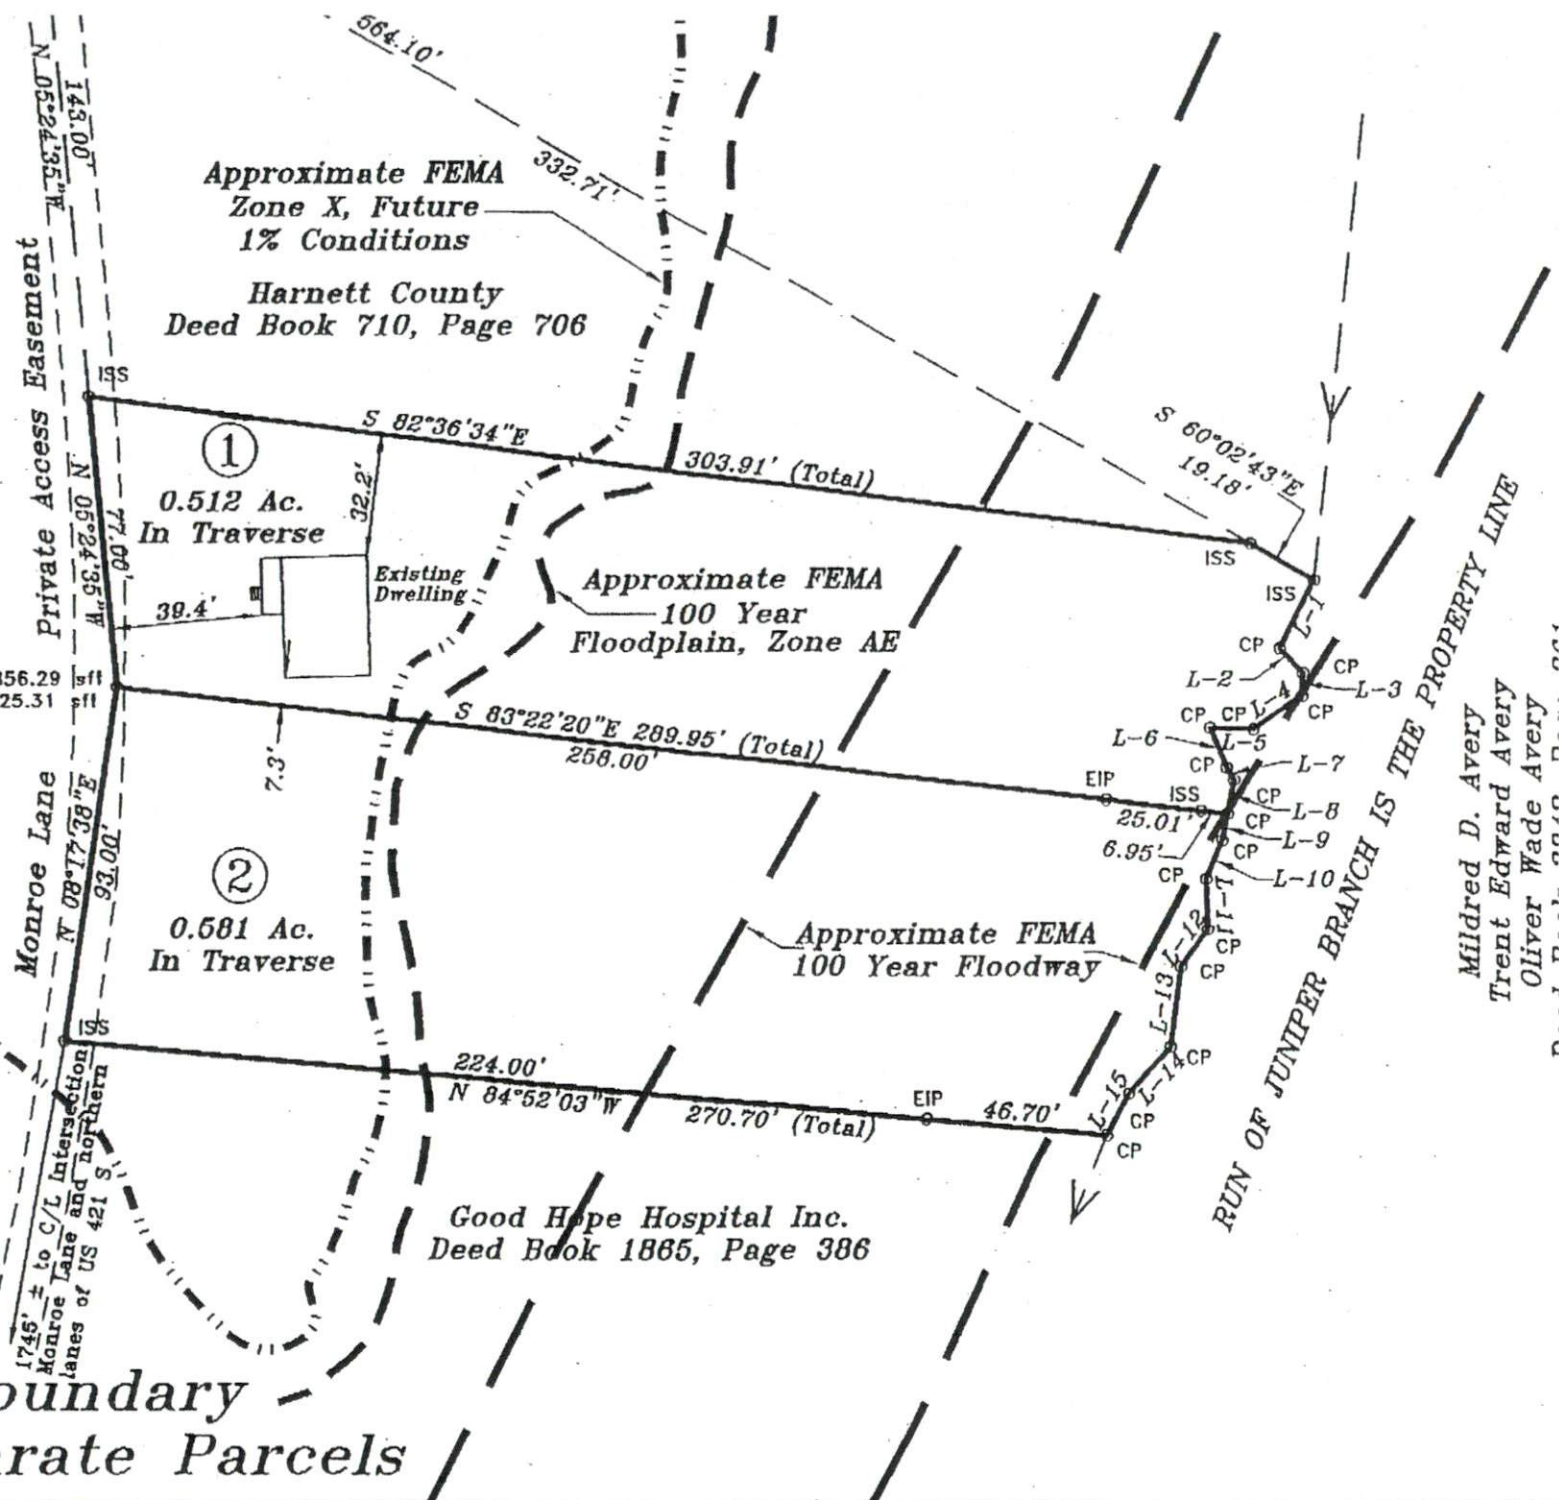 564.10'
332.71'
N 05°24'35"W
143.00'
Approximate FEMA
Zone X, Future
1% Conditions
Harnett County
Deed Book 710, Page 706
Private Access Easement
ISS
S 82°36'34"E
303.91' (Total)
S 60°02'43"E
19.18'
ISS
ISS
1
0.512 Ac.
In Traverse
32.2'
N 05°24'35"W
77.00'
39.4'
Existing
Dwelling
Approximate FEMA
100 Year
Floodplain, Zone AE
356.29 sft
25.31 sft
S 83°22'20"E 289.95' (Total)
258.00'
7.3'
EIP
ISS
25.01'
6.95'
L-1
CP
L-2
CP
L-3
CP
L-4
CP
CP
L-5
L-6
CP
L-7
CP
L-8
CP
L-9
CP
L-10
CP
L-11
CP
L-12
CP
L-13
CP
L-14
CP
L-15
CP
RUN OF JUNIPER BRANCH IS THE PROPERTY LINE
Mildred D. Avery
Trent Edward Avery
Oliver Wade Avery
Monroe Lane
N 08°17'38"E
93.00'
2
0.581 Ac.
In Traverse
Approximate FEMA
100 Year Floodway
ISS
224.00'
N 84°52'03"W
270.70' (Total)
EIP
46.70'
Good Hope Hospital Inc.
Deed Book 1865, Page 386
1745' ± to C/L Intersection
Monroe Lane and northern
lanes of US 421 S
oundary
arate Parcels